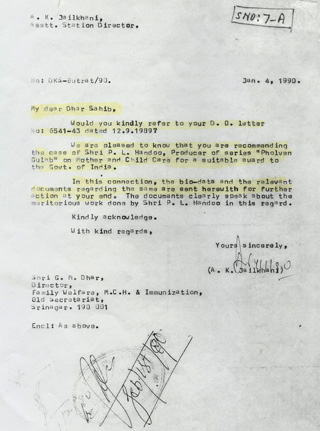 A. K. Jailkhani,
Asstt. Station Director.
SNO:7-A
No: DKS-Outrat/90.
Jan. 4, 1990.
My dear Dhar Sahib,
Would you kindly refer to your D. O. letter
No: 6541-43 dated 12.9.1989?
We are pleased to know that you are recommending
the case of Shri P. L. Handoo, Producer of series "Pholvan
Gulab" on Mother and Child Care for a suitable award to
the Govt. of India.
In this connection, the bio-data and the relevant
documents regarding the same are sent herewith for further
action at your end. The documents clearly speak about the
meritorious work done by Shri P. L. Handoo in this regard.
Kindly acknowledge.
With kind regards,
Yours sincerely,
(A. K. Jailkhani)
Shri G. M. Dhar,
Director,
Family Welfare, M.C.H. & Immunization,
Old Secretariat,
Srinagar. 190 001
Encl: As above.